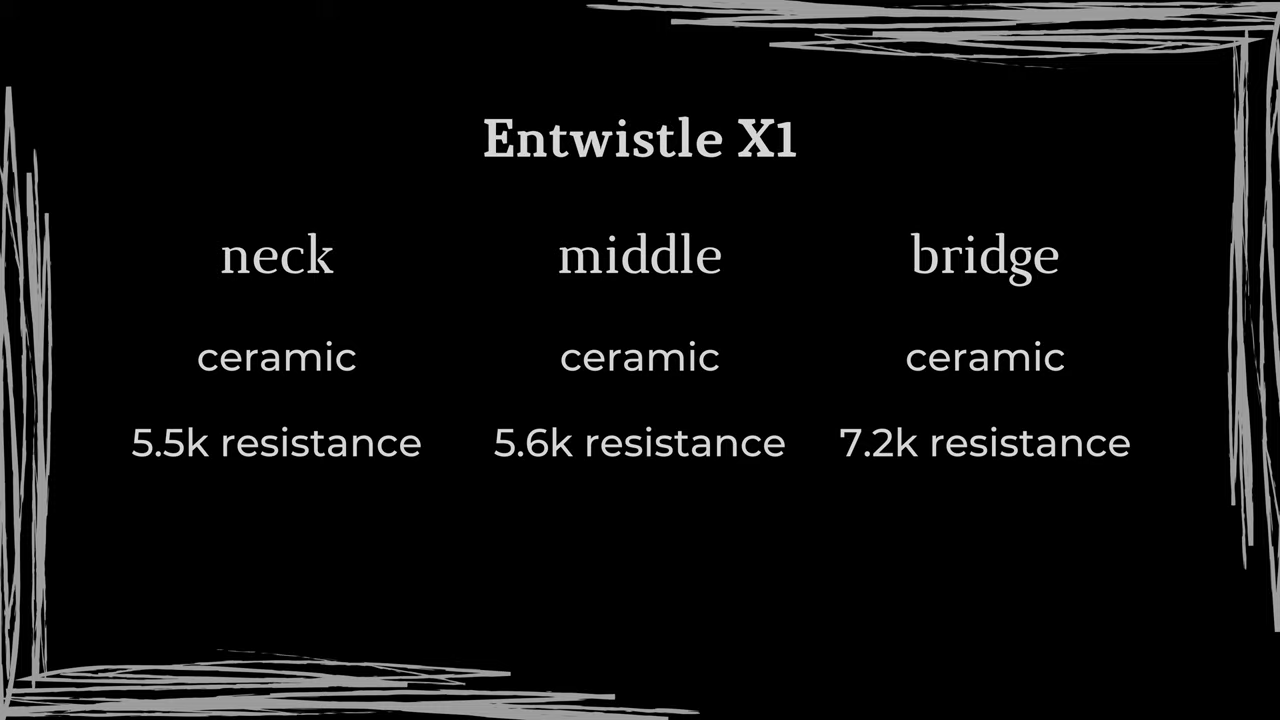 Entwistle X1
neck middle bridge
ceramic ceramic ceramic
5.5k resistance 5.6k resistance 7.2k resistance